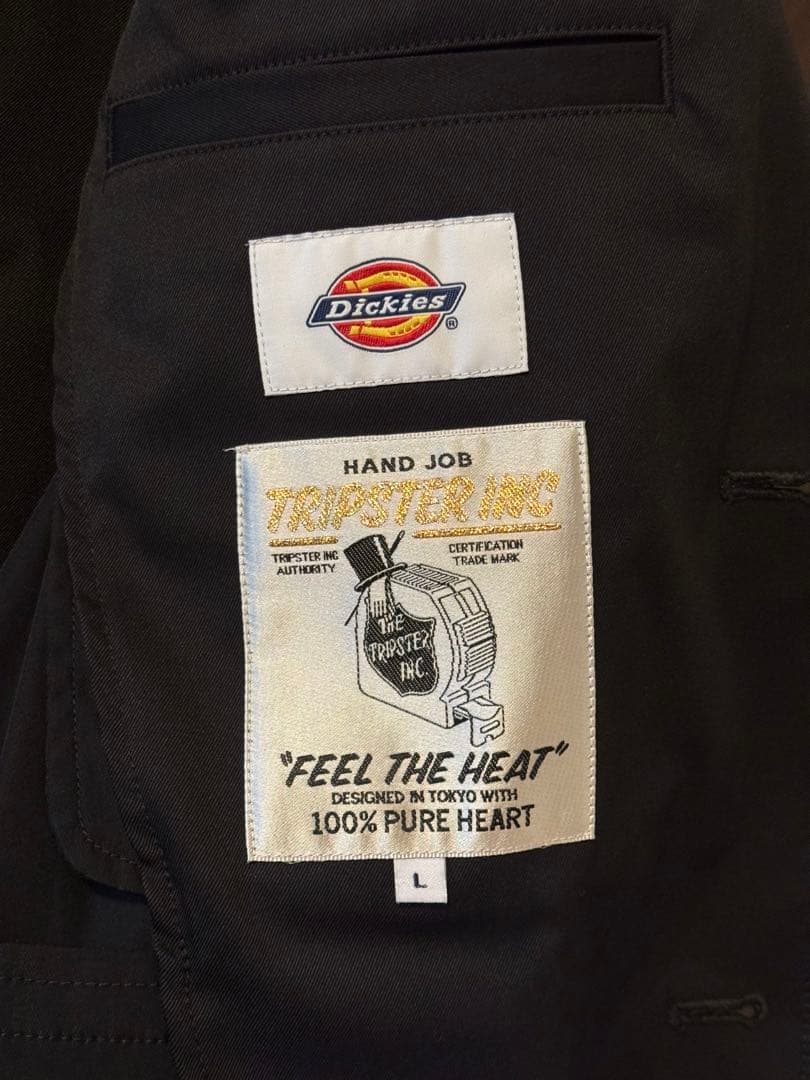 Dickies
®
HAND JOB
TRIPSTER INC
TRIPSTER INC
AUTHORITY
CERTIFICATION
TRADE MARK
THE
TRIPSTER
INC.
"FEEL THE HEAT"
DESIGNED IN TOKYO WITH
100% PURE HEART
L